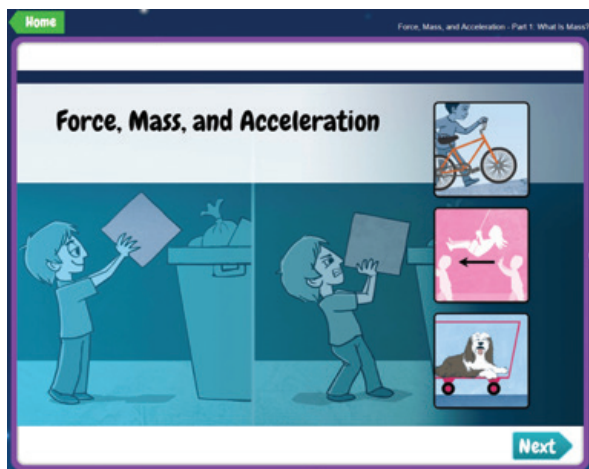 Home
Force, Mass, and Acceleration - Part 1: What Is Mass?
Force, Mass, and Acceleration
Next